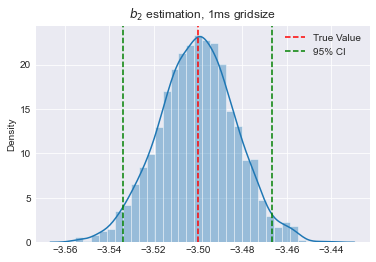 b₂ estimation, 1ms gridsize
True Value
95% CI
Density
20
15
10
5
0
−3.56 −3.54 −3.52 −3.50 −3.48 −3.46 −3.44